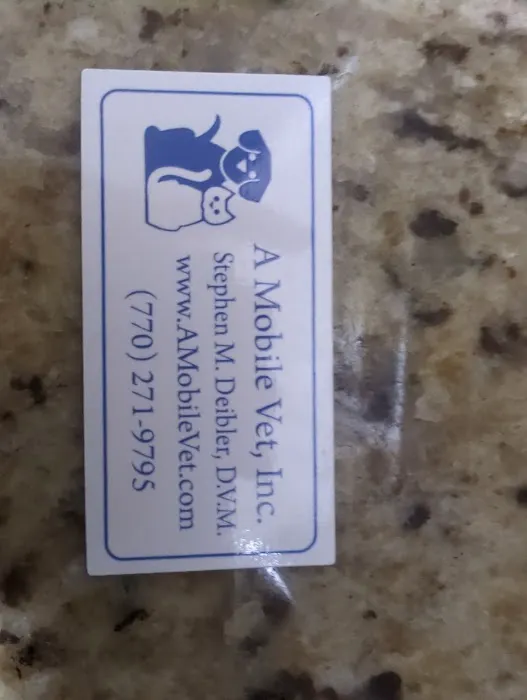 A Mobile Vet, Inc.
Stephen M. Deibler, D.V.M.
www.AMobileVet.com
(770) 271-9795